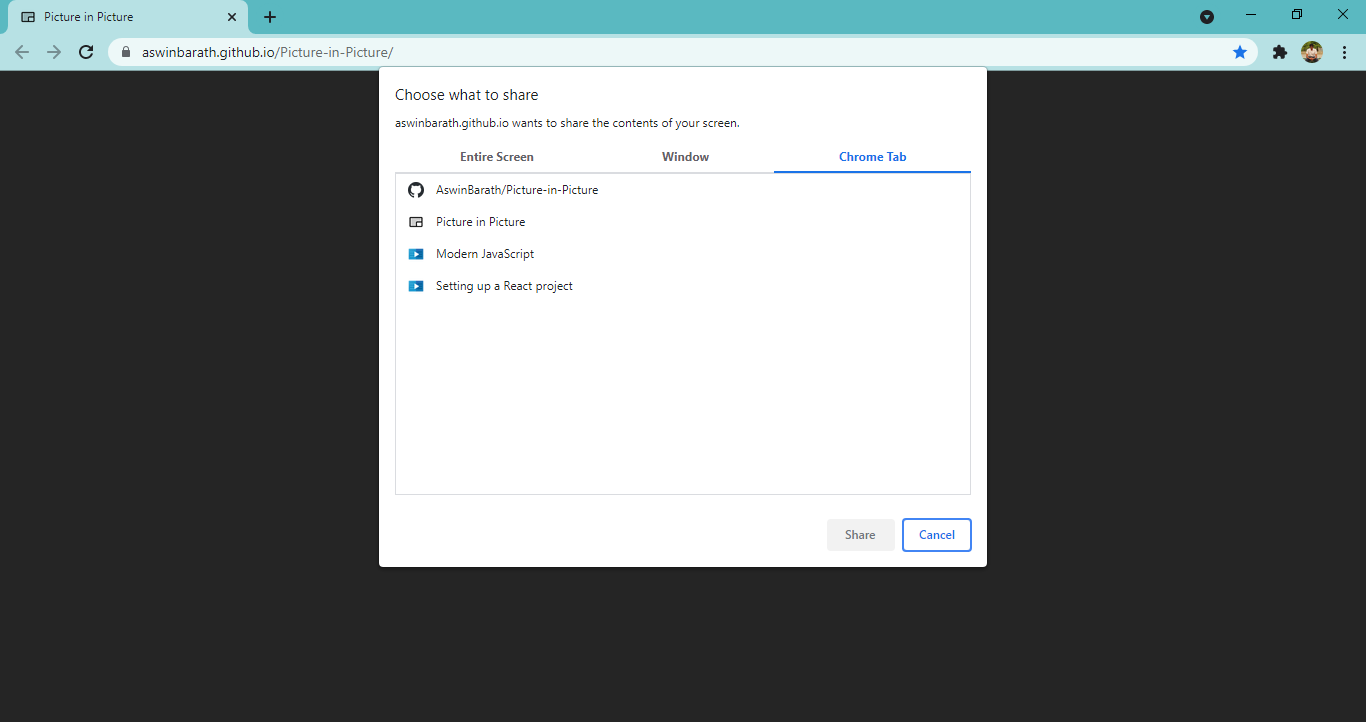 Picture in Picture
aswinbarath.github.io/Picture-in-Picture/
Choose what to share
aswinbarath.github.io wants to share the contents of your screen.
Entire Screen Window Chrome Tab
AswinBarath/Picture-in-Picture
Picture in Picture
Modern JavaScript
Setting up a React project
Share Cancel